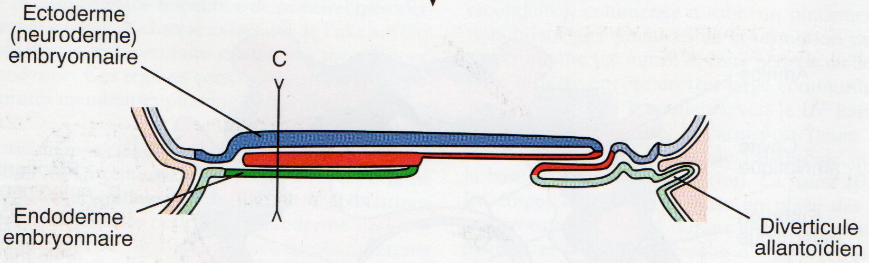 Ectoderme
(neuroderme)
embryonnaire
C
Endoderme
embryonnaire
Diverticule
allantoïdien